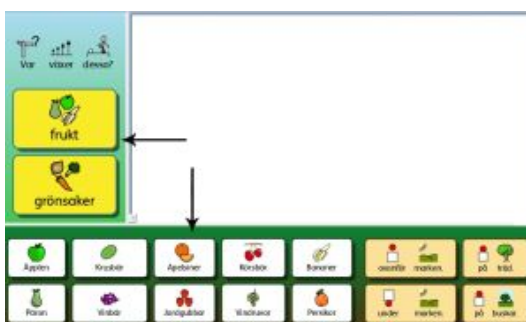 Var växer dessa?
frukt
grönsaker
Äpplen Krusbär Apelsiner Körsbär Bananer ovanför marken. på träd.
Päron Vinbär Jordgubbar Vindruvor Persikor under marken. på buskar